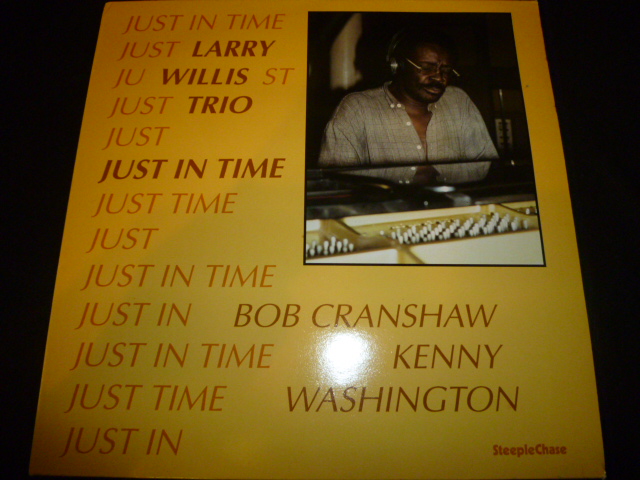 JUST IN TIME
JUST LARRY
JU WILLIS ST
JUST TRIO
JUST
JUST IN TIME
JUST TIME
JUST
JUST IN TIME
JUST IN BOB CRANSHAW
JUST IN TIME KENNY
JUST TIME WASHINGTON
JUST IN
SteepleChase